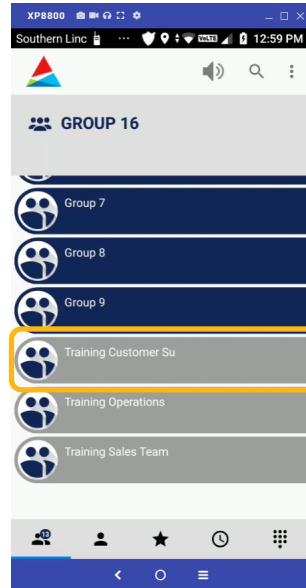 XP8800
Southern Linc ... VoLTE 12:59 PM
GROUP 16
Group 7
Group 8
Group 9
Training Customer Su
Training Operations
Training Sales Team
13